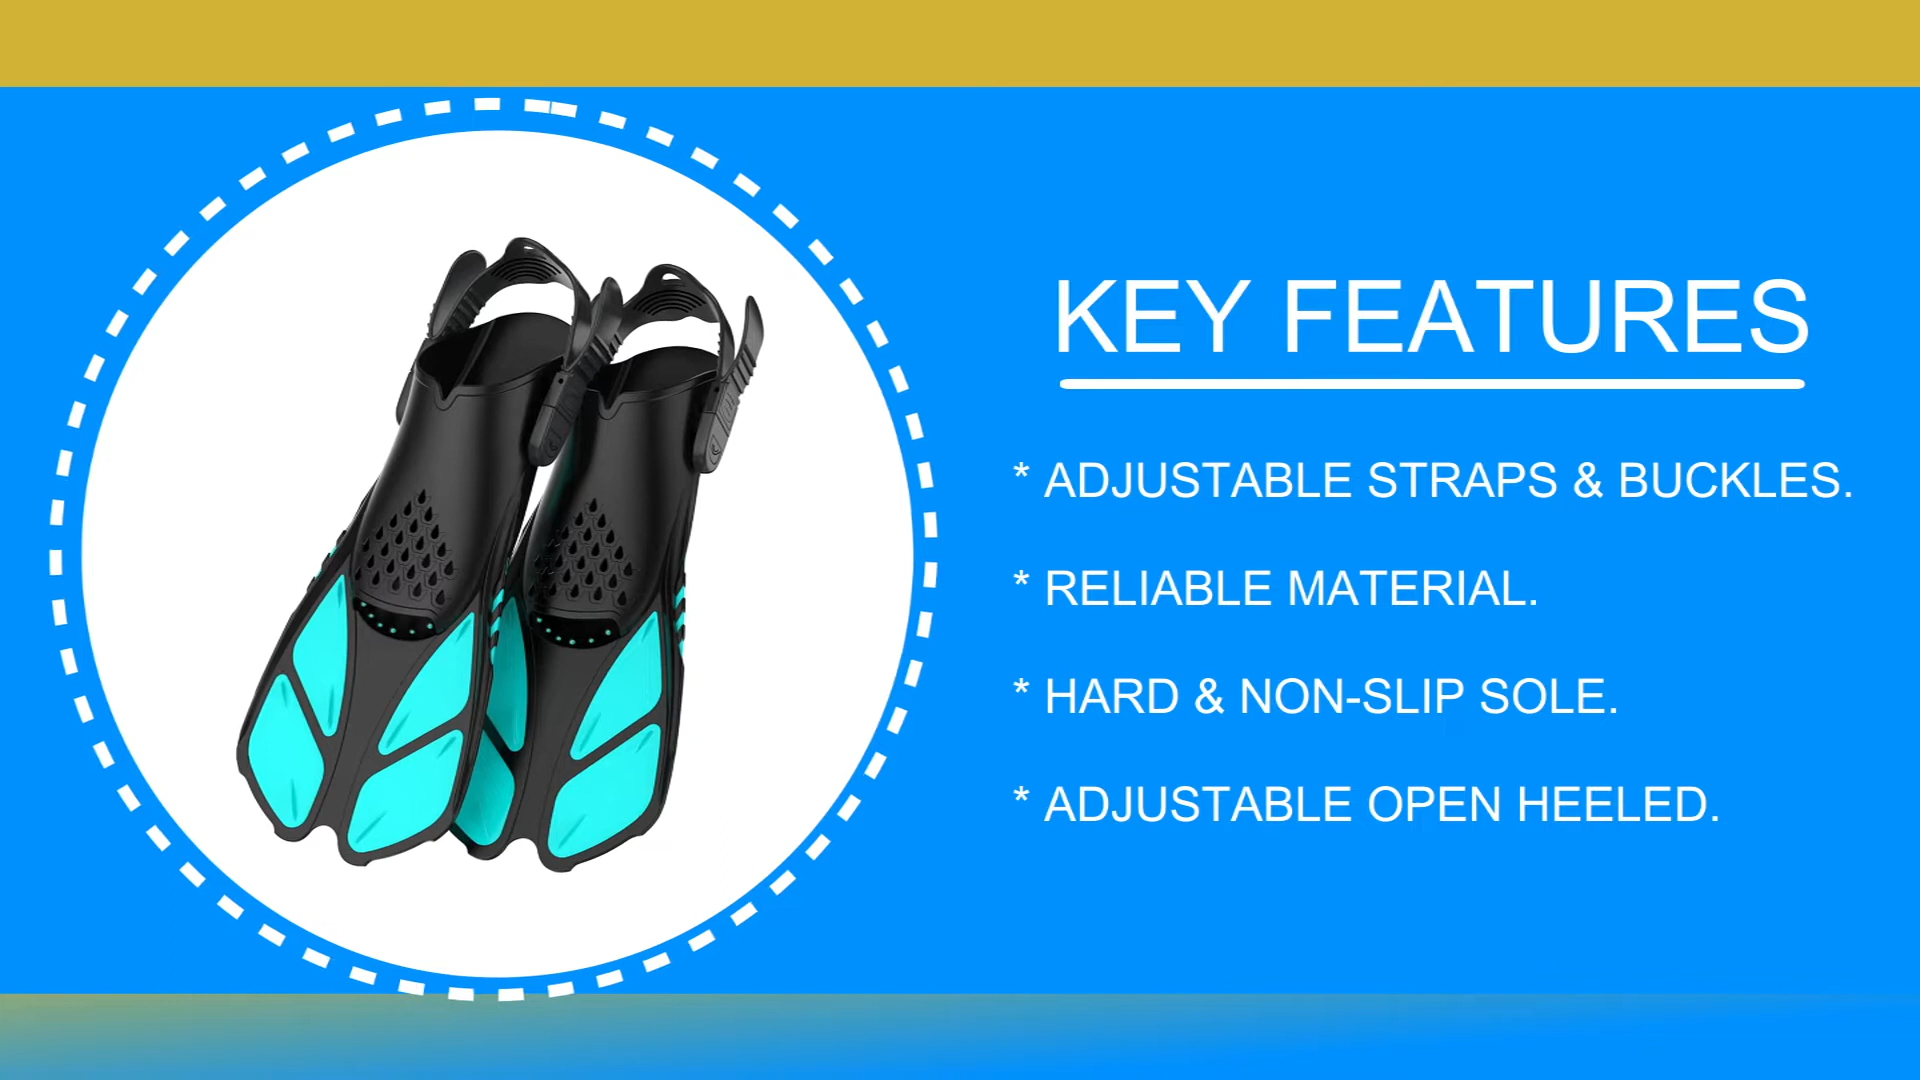 KEY FEATURES
* ADJUSTABLE STRAPS & BUCKLES.
* RELIABLE MATERIAL.
* HARD & NON-SLIP SOLE.
* ADJUSTABLE OPEN HEELED.